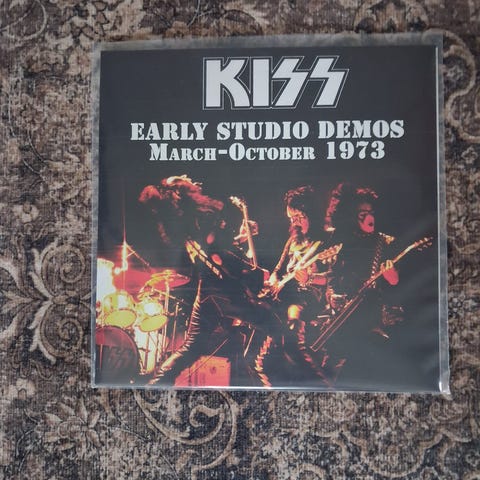 KISS
EARLY STUDIO DEMOS
MARCH-OCTOBER 1973